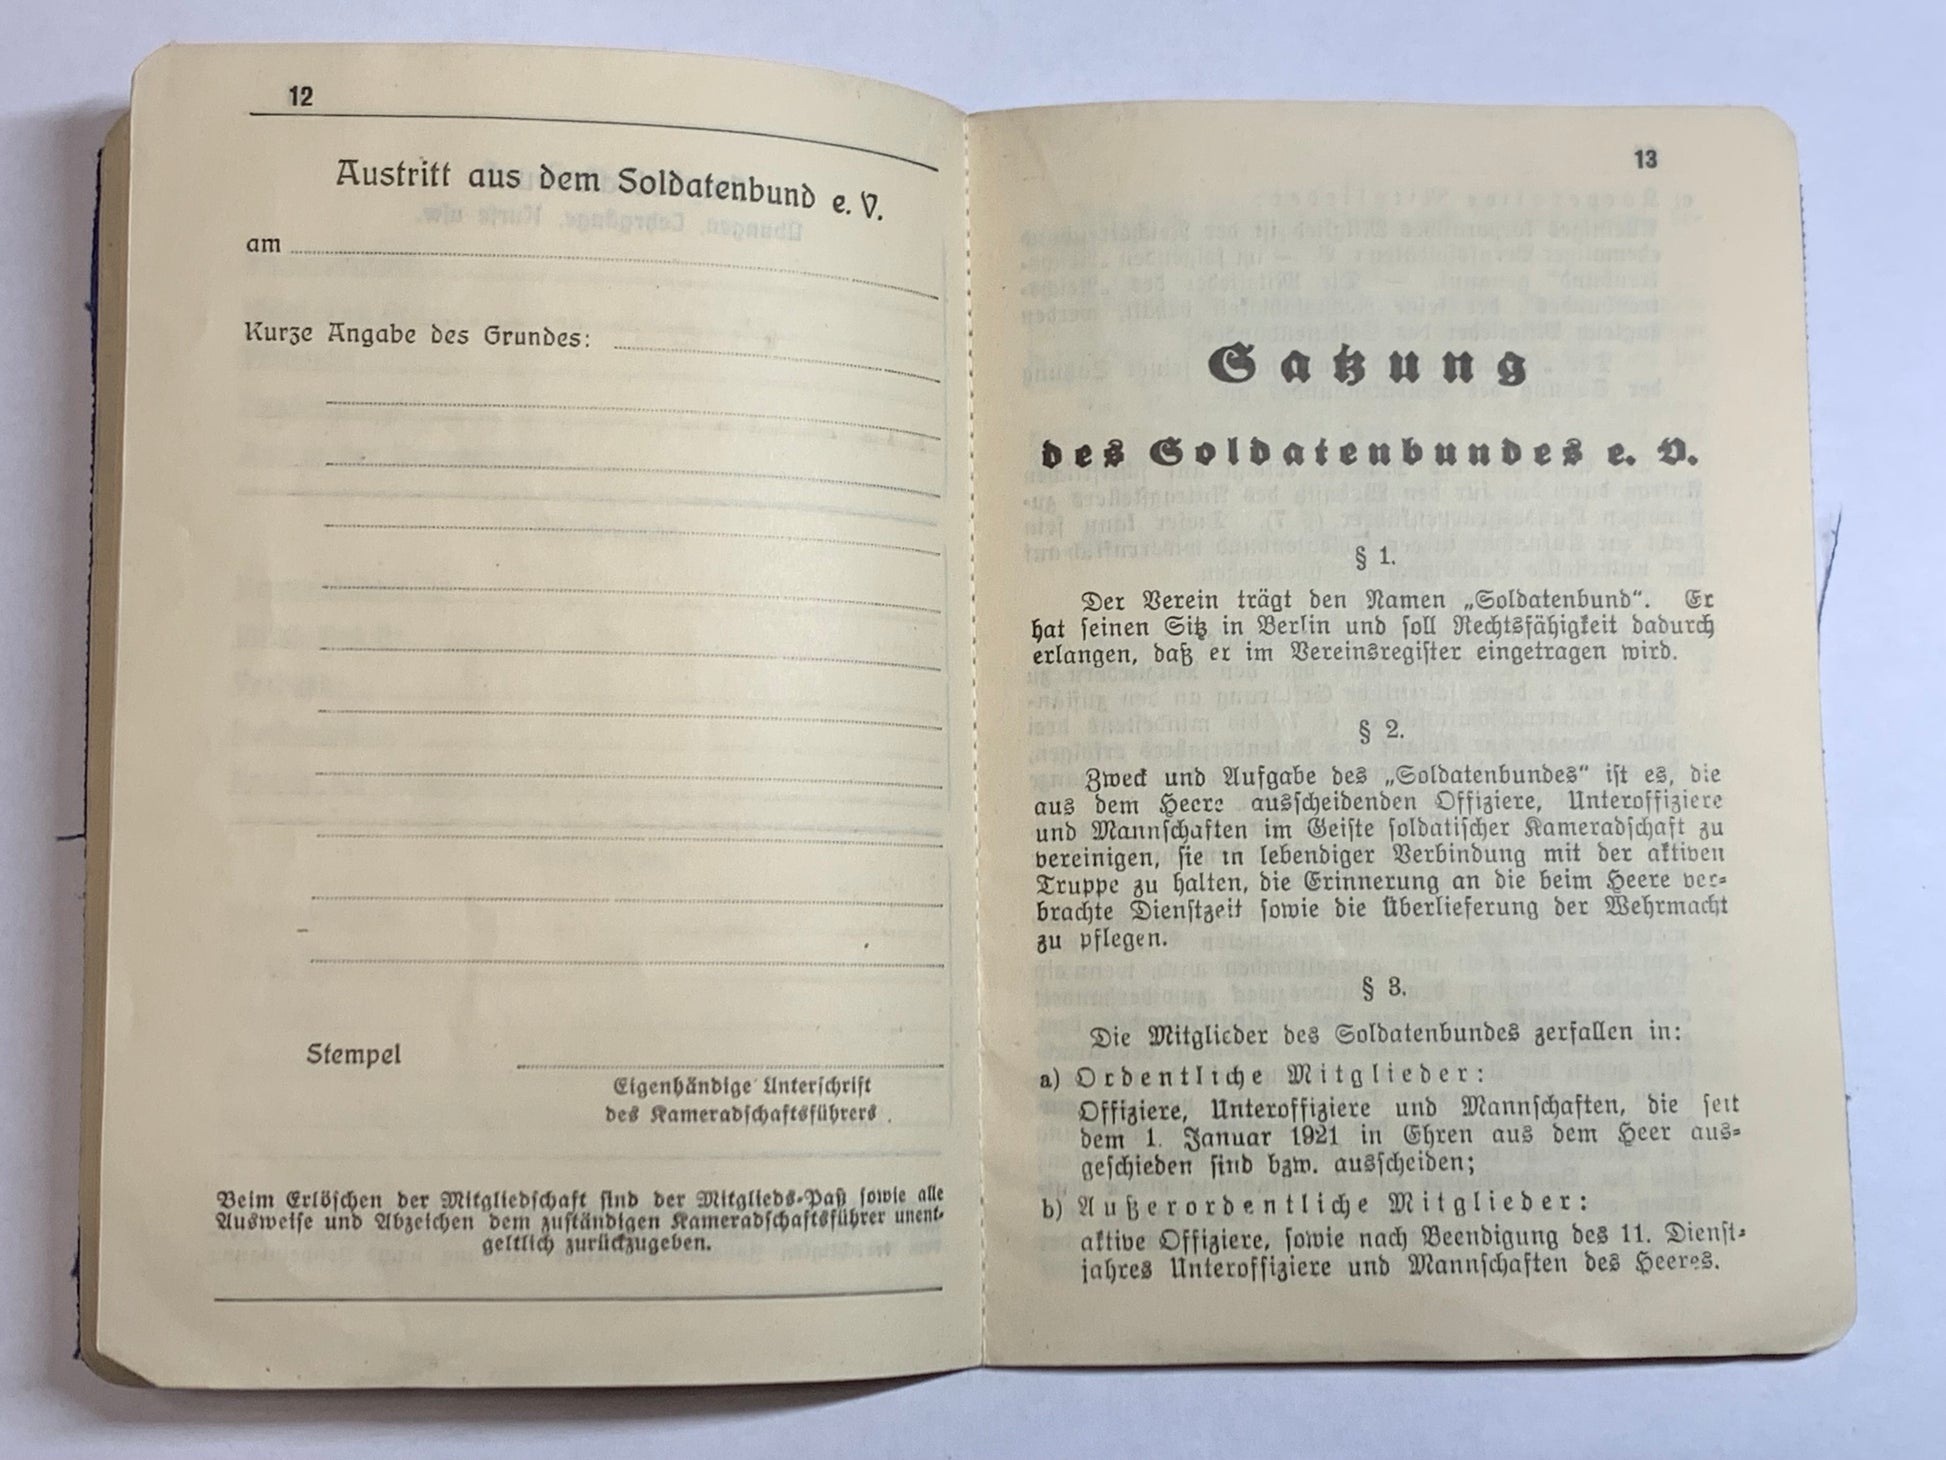 12
Austritt aus dem Soldatenbund e. V.
am
Kurze Angabe des Grundes:
Stempel
Eigenhändige Unterschrift
des Kameradschaftsführers
Beim Erlöschen der Mitgliedschaft sind der Mitglieds-Paß sowie alle
Ausweise und Abzeichen dem zuständigen Kameradschaftsführer unent-
geltlich zurückzugeben.
13
Satzung
des Soldatenbundes e. V.
§ 1.
Der Verein trägt den Namen „Soldatenbund“. Er
hat seinen Sitz in Berlin und soll Rechtsfähigkeit dadurch
erlangen, daß er im Vereinsregister eingetragen wird.
§ 2.
Zweck und Aufgabe des „Soldatenbundes“ ist es, die
aus dem Heere ausscheidenden Offiziere, Unteroffiziere
und Mannschaften im Geiste soldatischer Kameradschaft zu
vereinigen, sie in lebendiger Verbindung mit der aktiven
Truppe zu halten, die Erinnerung an die beim Heere ver-
brachte Dienstzeit sowie die Überlieferung der Wehrmacht
zu pflegen.
§ 3.
Die Mitglieder des Soldatenbundes zerfallen in:
a) Ordentliche Mitglieder:
Offiziere, Unteroffiziere und Mannschaften, die seit
dem 1. Januar 1921 in Ehren aus dem Heer aus-
geschieden sind bzw. ausscheiden;
b) Außerordentliche Mitglieder:
aktive Offiziere, sowie nach Beendigung des 11. Dienst-
jahres Unteroffiziere und Mannschaften des Heeres.